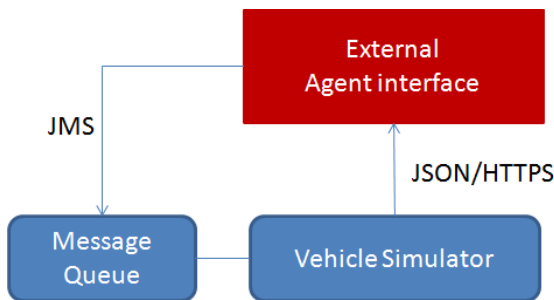 External
Agent interface
JMS
JSON/HTTPS
Message
Queue
Vehicle Simulator